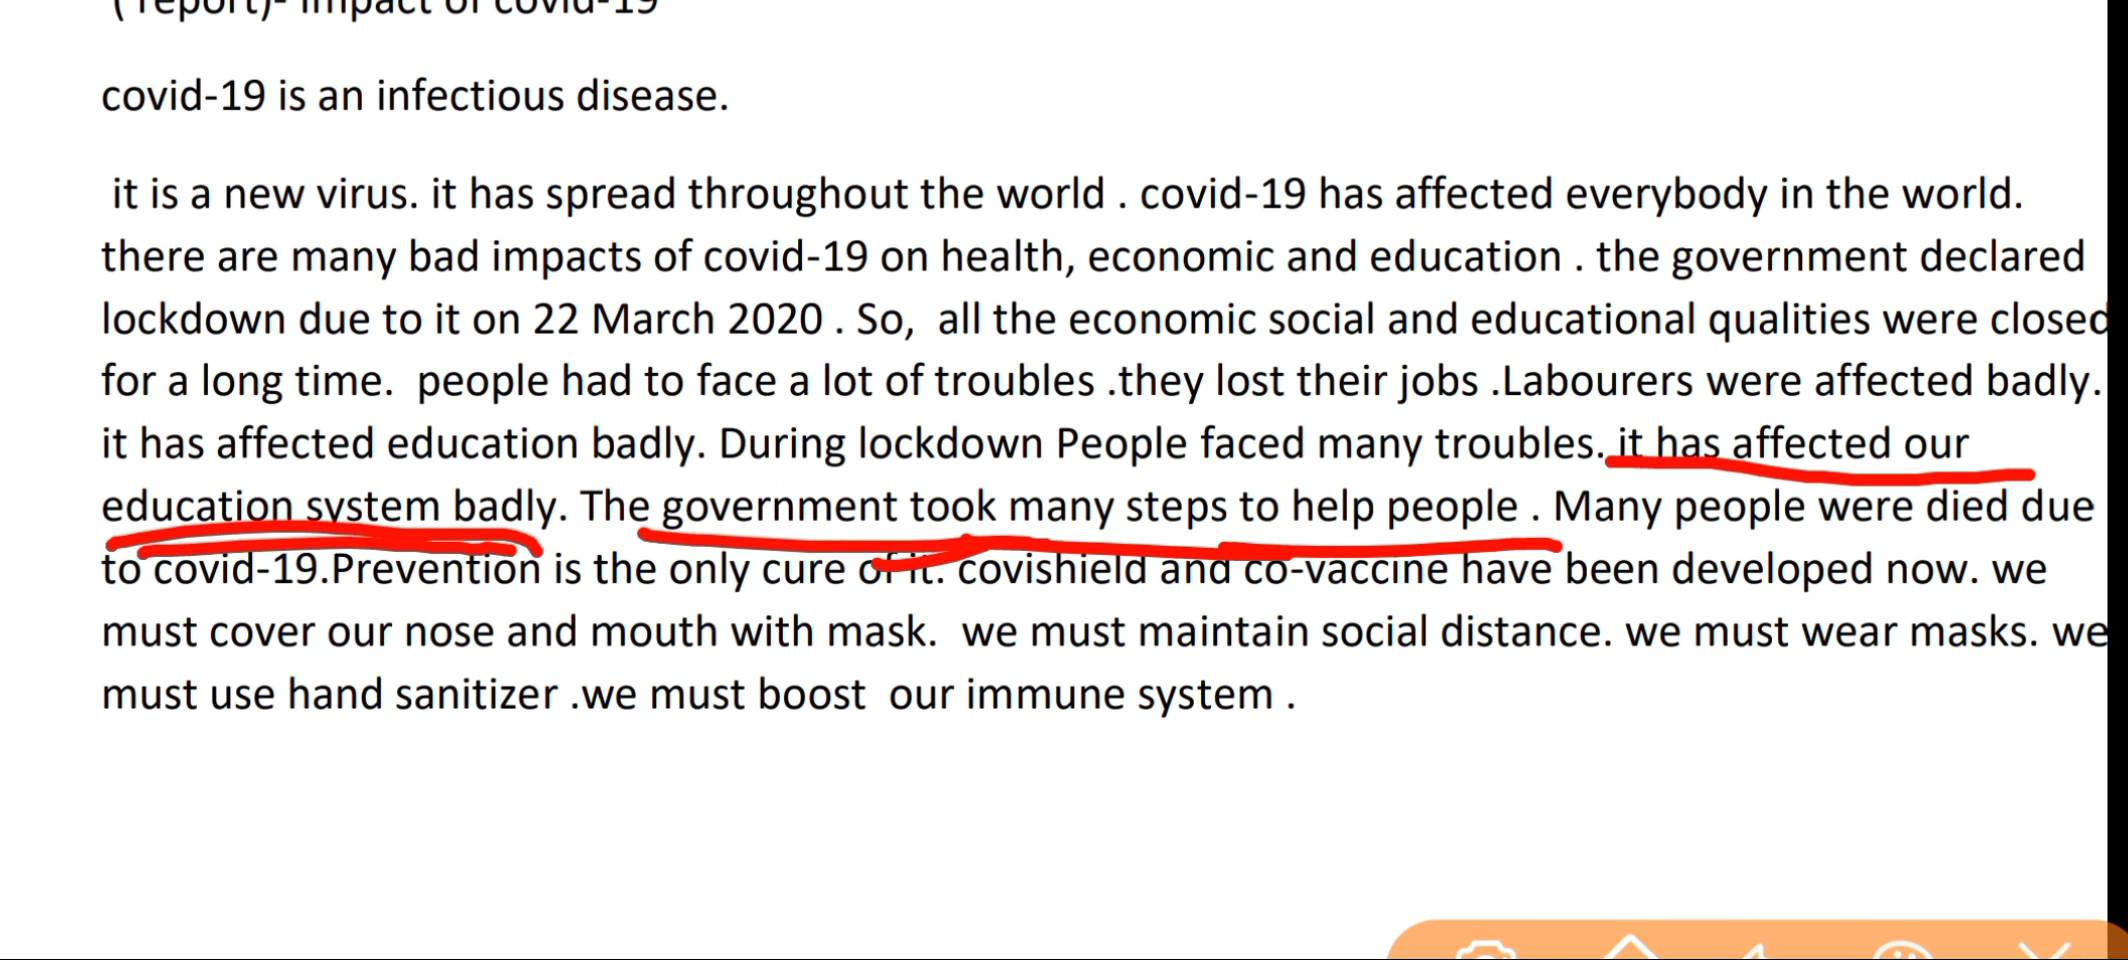 ( report)- impact of covid-19
covid-19 is an infectious disease.
it is a new virus. it has spread throughout the world . covid-19 has affected everybody in the world.
there are many bad impacts of covid-19 on health, economic and education . the government declared
lockdown due to it on 22 March 2020 . So,  all the economic social and educational qualities were closed
for a long time.  people had to face a lot of troubles .they lost their jobs .Labourers were affected badly.
it has affected education badly. During lockdown People faced many troubles. it has affected our
education system badly. The government took many steps to help people . Many people were died due
to covid-19.Prevention is the only cure of it. covishield and co-vaccine have been developed now. we
must cover our nose and mouth with mask.  we must maintain social distance. we must wear masks. we
must use hand sanitizer .we must boost  our immune system .